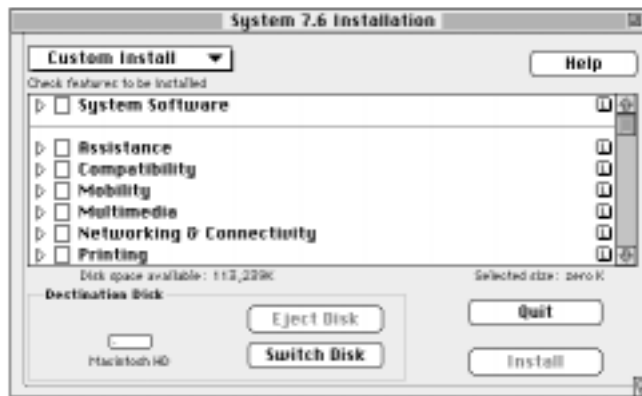 System 7.6 Installation
Custom Install
Help
Check features to be installed
System Software
Assistance
Compatibility
Mobility
Multimedia
Networking & Connectivity
Printing
Disk space available : 113,239K
Selected size : zero K
Destination Disk
Eject Disk
Quit
Macintosh HD
Switch Disk
Install